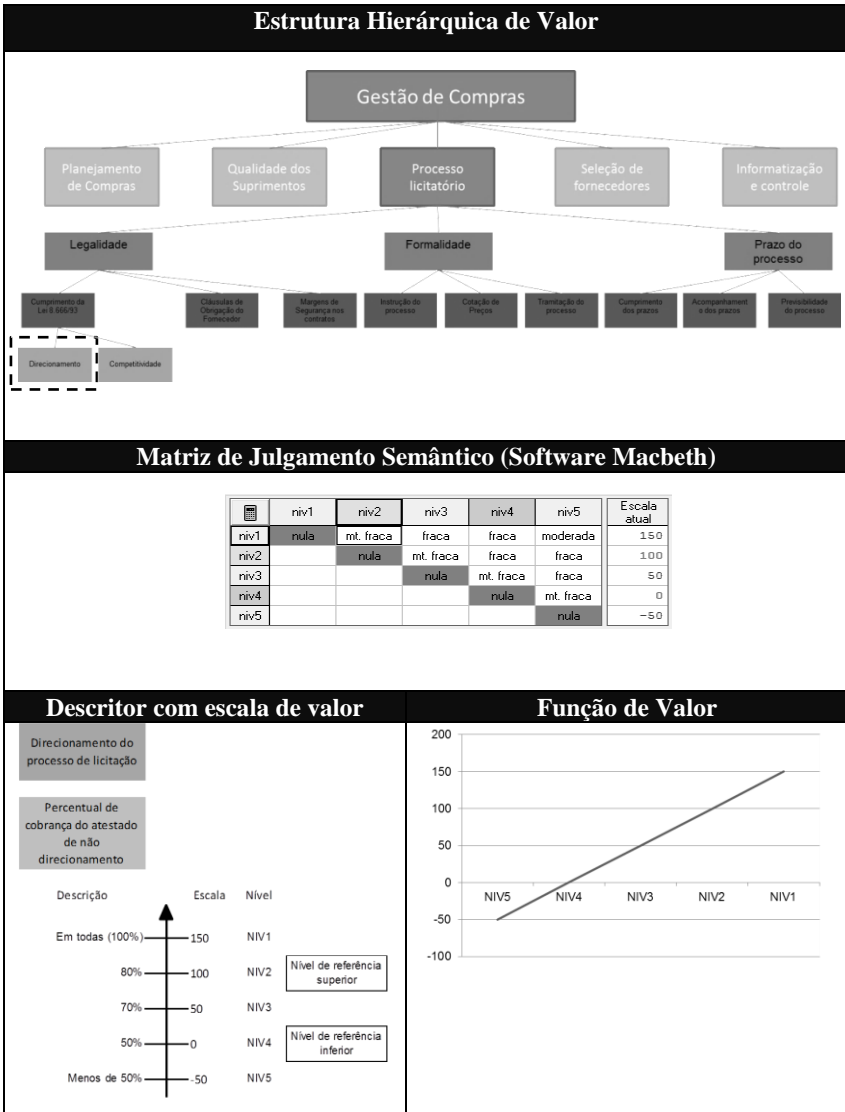 Estrutura Hierárquica de Valor
Gestão de Compras
Planejamento
de Compras
Qualidade dos
Suprimentos
Processo
licitatório
Seleção de
fornecedores
Informatização
e controle
Legalidade
Formalidade
Prazo do
processo
Cumprimento da
Lei 8.666/93
Cláusulas de
Obrigação do
Fornecedor
Margens de
Segurança nos
contratos
Instrução do
processo
Cotação de
Preços
Tramitação do
processo
Cumprimento
dos prazos
Acompanhament
o dos prazos
Previsibilidade
do processo
Direcionamento
Competitividade
Matriz de Julgamento Semântico (Software Macbeth)
niv1 niv2 niv3 niv4 niv5 Escala
atual
niv1 nula mt. fraca fraca fraca moderada 150
niv2 nula mt. fraca fraca fraca 100
niv3 nula mt. fraca fraca 50
niv4 nula mt. fraca 0
niv5 nula -50
Descritor com escala de valor
Direcionamento do
processo de licitação
Percentual de
cobrança do atestado
de não
direcionamento
Descrição Escala Nível
Em todas (100%) 150 NIV1
80% 100 NIV2 Nível de referência
superior
70% 50 NIV3
50% 0 NIV4 Nível de referência
inferior
Menos de 50% -50 NIV5
Função de Valor
200
150
100
50
0
-50
-100
NIV5 NIV4 NIV3 NIV2 NIV1